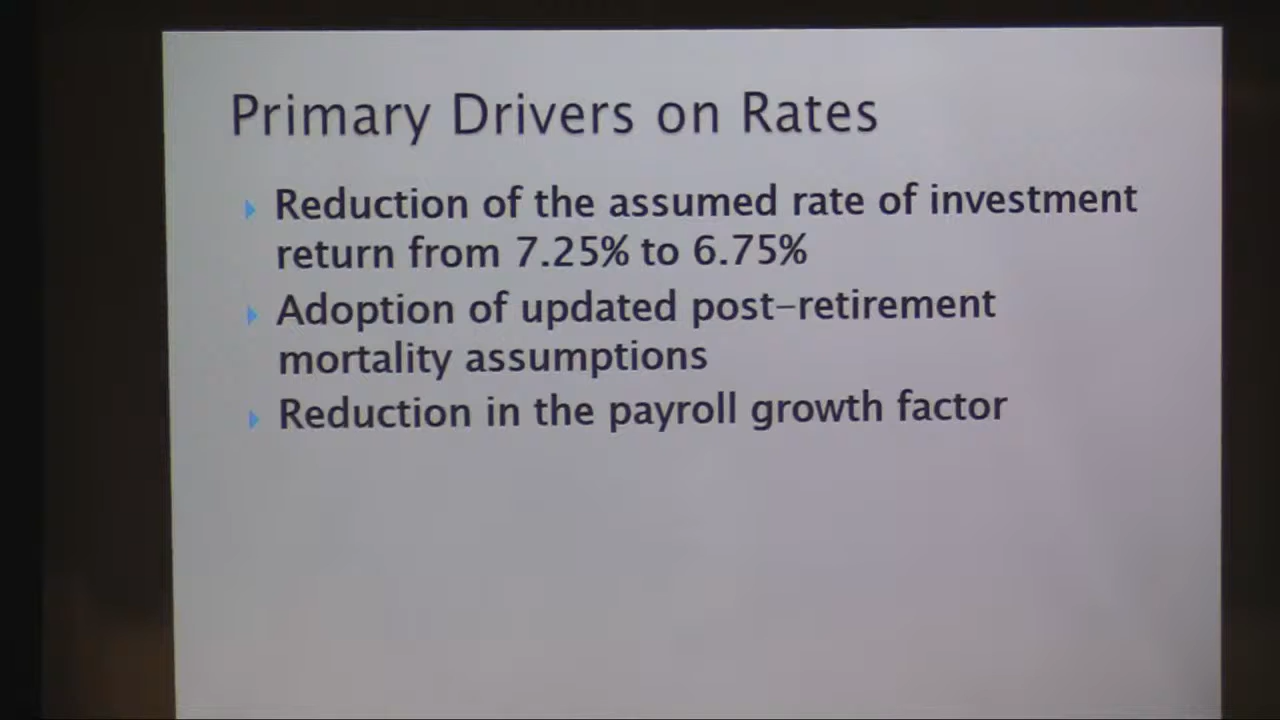 Primary Drivers on Rates
Reduction of the assumed rate of investment
return from 7.25% to 6.75%
Adoption of updated post-retirement
mortality assumptions
Reduction in the payroll growth factor